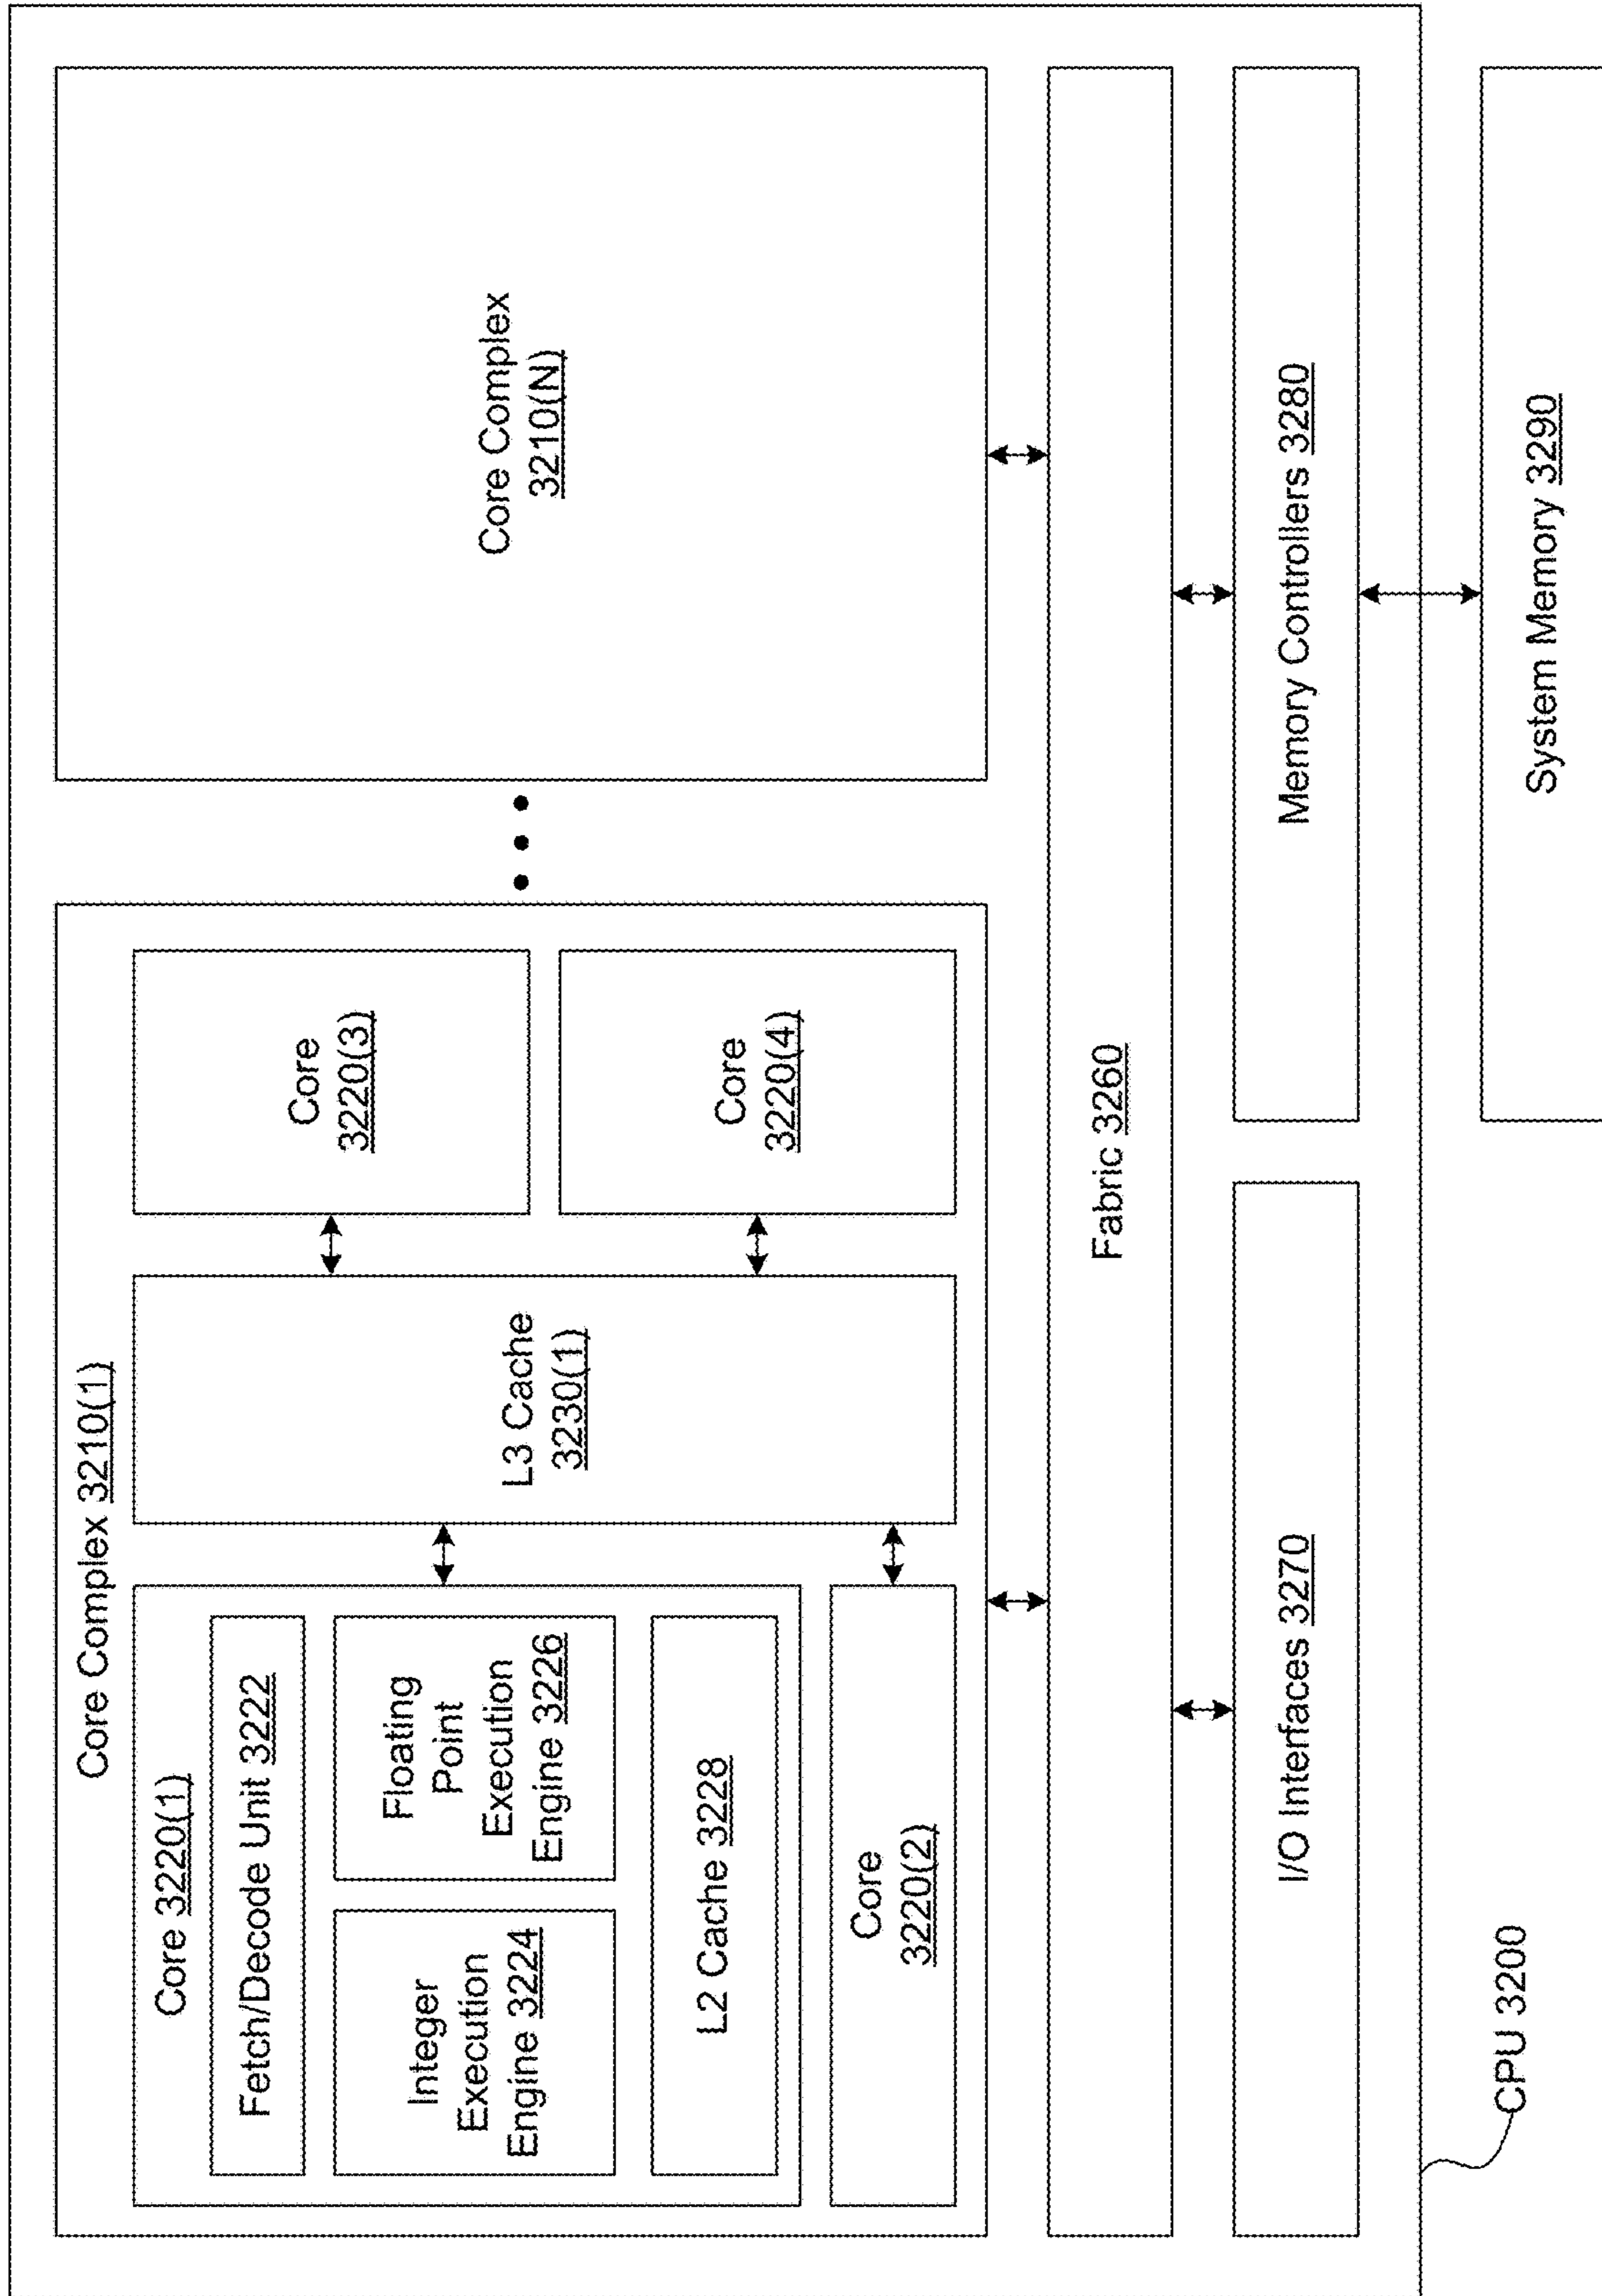 Core Complex 3210(1)
Core 3220(1)
Fetch/Decode Unit 3222
Integer
Execution
Engine 3224
Floating
Point
Execution
Engine 3226
L2 Cache 3228
Core
3220(2)
L3 Cache
3230(1)
Core
3220(3)
Core
3220(4)
Core Complex
3210(N)
Fabric 3260
I/O Interfaces 3270
Memory Controllers 3280
CPU 3200
System Memory 3290